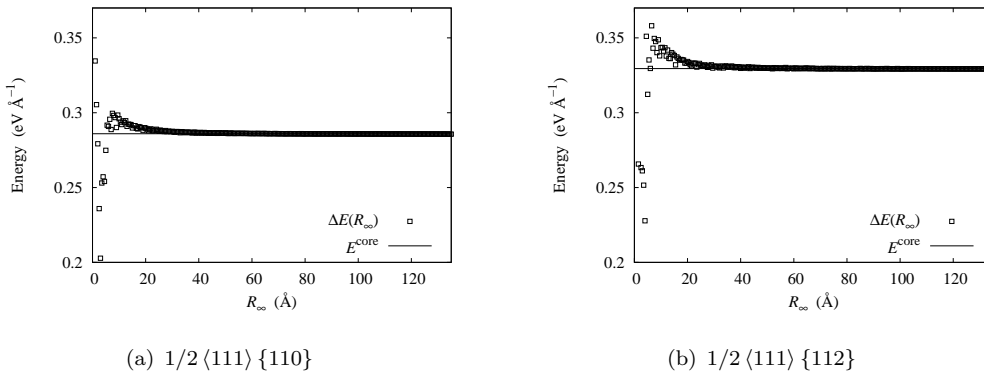 0.35
0.3
0.25
0.2
Energy (eV Å⁻¹)
ΔE(R∞)
E^core
0 20 40 60 80 100 120
R∞ (Å)
(a) 1/2 ⟨111⟩ {110}
0.35
0.3
0.25
0.2
Energy (eV Å⁻¹)
ΔE(R∞)
E^core
0 20 40 60 80 100 120
R∞ (Å)
(b) 1/2 ⟨111⟩ {112}